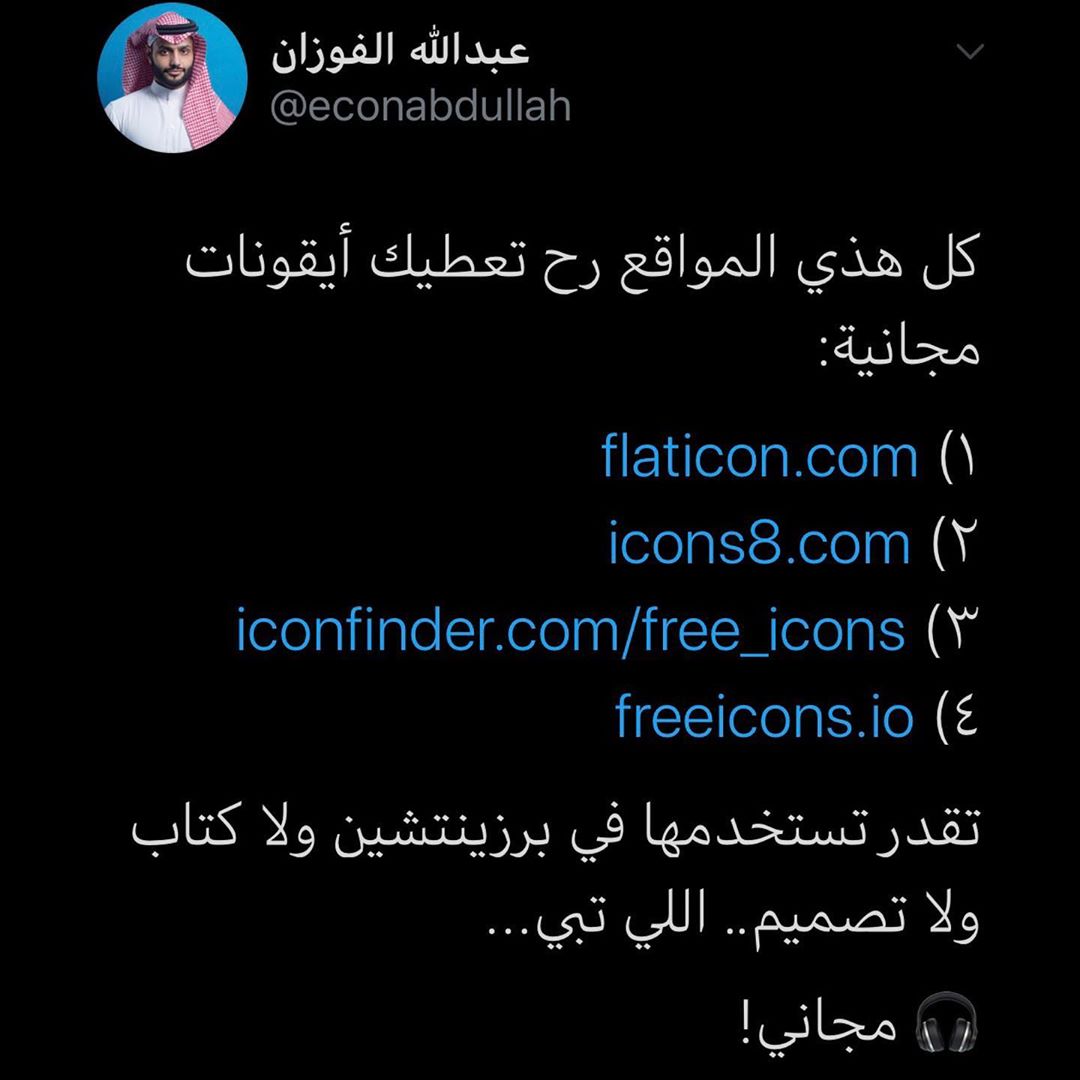 عبدالله الفوزان
@econabdullah
كل هذي المواقع رح تعطيك أيقونات
مجانية:
١) flaticon.com
٢) icons8.com
٣) iconfinder.com/free_icons
٤) freeicons.io
تقدر تستخدمها في برزينتشين ولا كتاب
ولا تصميم.. اللي تبي...
🎧 مجاني!